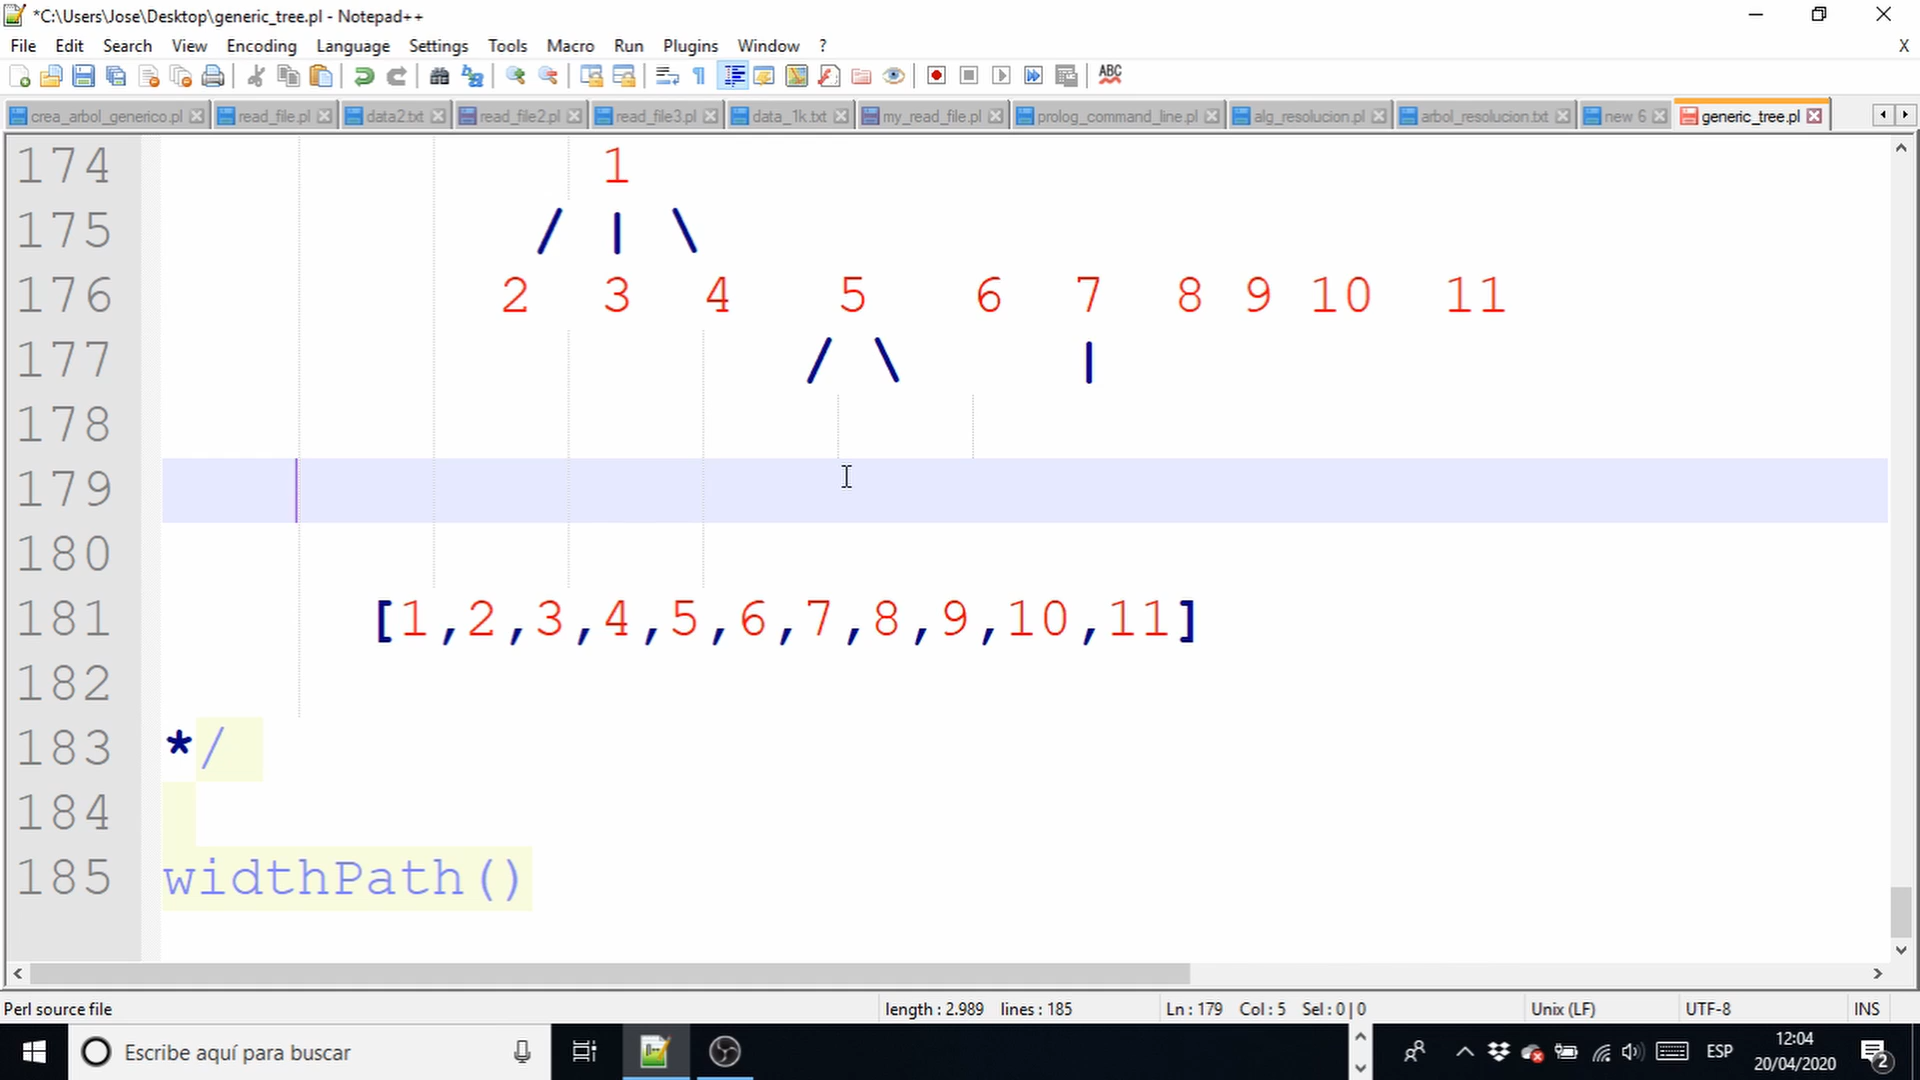 *C:\Users\Jose\Desktop\generic_tree.pl - Notepad++
File Edit Search View Encoding Language Settings Tools Macro Run Plugins Window ? X
ABC
crea_arbol_generico.pl read_file.pl data2.txt read_file2.pl read_file3.pl data_1k.txt my_read_file.pl prolog_command_line.pl alg_resolucion.pl arbol_resolucion.txt new 6 generic_tree.pl
174 1
175 / | \
176 2 3 4 5 6 7 8 9 10 11
177 / \ |
178
179
180
181 [1,2,3,4,5,6,7,8,9,10,11]
182
183 */
184
185 widthPath()
Perl source file length : 2.989 lines : 185 Ln : 179 Col : 5 Sel : 0 | 0 Unix (LF) UTF-8 INS
Escribe aquí para buscar ESP 12:04
20/04/2020 2